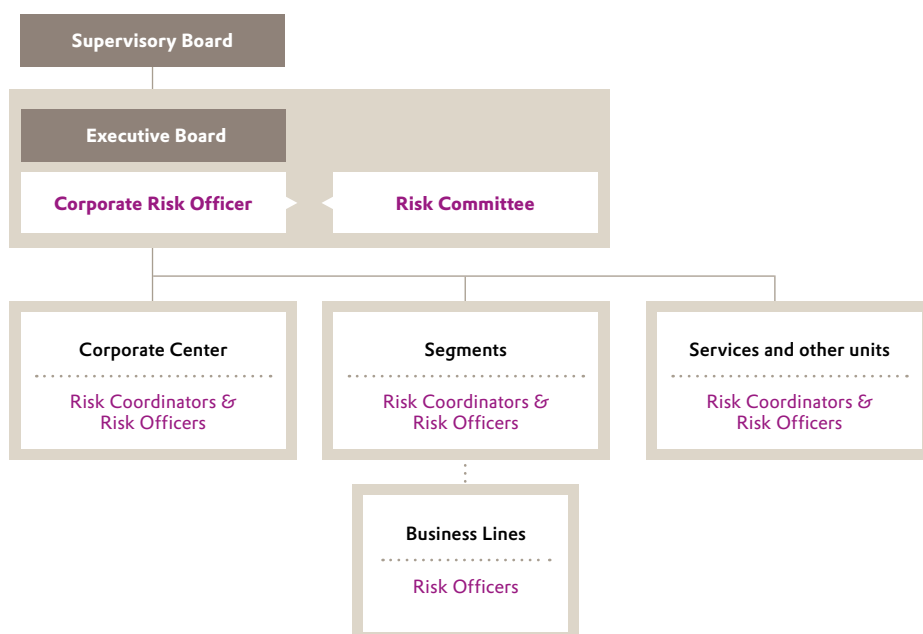 Supervisory Board
Executive Board
Corporate Risk Officer
Risk Committee
Corporate Center
Risk Coordinators &
Risk Officers
Segments
Risk Coordinators &
Risk Officers
Services and other units
Risk Coordinators &
Risk Officers
Business Lines
Risk Officers